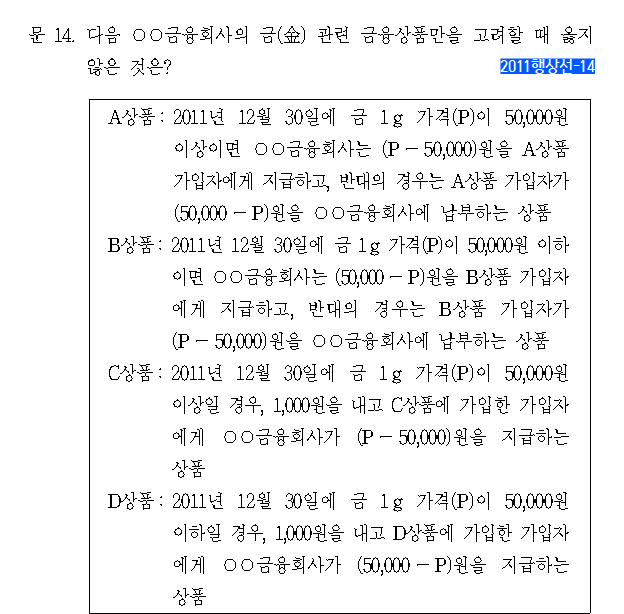 문 14. 다음 ○○금융회사의 금(金) 관련 금융상품만을 고려할 때 옳지
않은 것은?
2011행상선-14
A상품 : 2011년 12월 30일에 금 1g 가격(P)이 50,000원
이상이면 ○○금융회사는 (P-50,000)원을 A상품
가입자에게 지급하고, 반대의 경우는 A상품 가입자가
(50,000-P)원을 ○○금융회사에 납부하는 상품
B상품 : 2011년 12월 30일에 금 1g 가격(P)이 50,000원 이하
이면 ○○금융회사는 (50,000-P)원을 B상품 가입자
에게 지급하고, 반대의 경우는 B상품 가입자가
(P-50,000)원을 ○○금융회사에 납부하는 상품
C상품 : 2011년 12월 30일에 금 1g 가격(P)이 50,000원
이상일 경우, 1,000원을 내고 C상품에 가입한 가입자
에게 ○○금융회사가 (P-50,000)원을 지급하는
상품
D상품 : 2011년 12월 30일에 금 1g 가격(P)이 50,000원
이하일 경우, 1,000원을 내고 D상품에 가입한 가입자
에게 ○○금융회사가 (50,000-P)원을 지급하는
상품